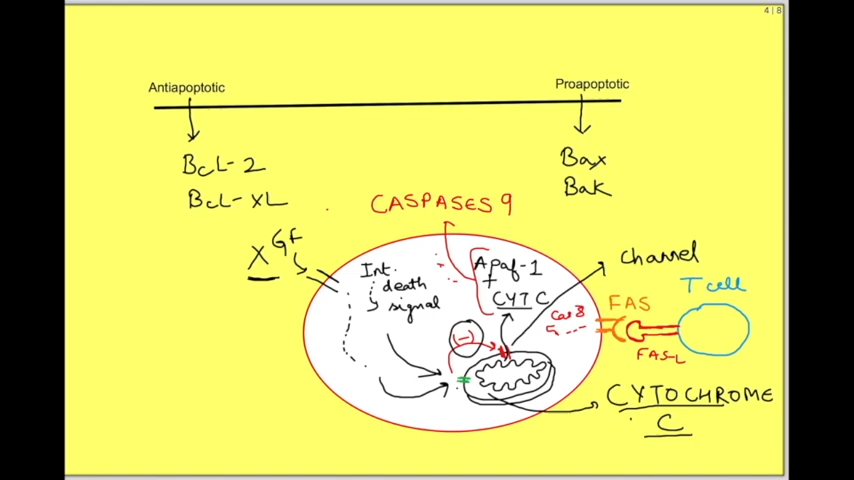 4 | 8
Antiapoptotic
Proapoptotic
BcL-2
BcL-XL
Bax
Bak
CASPASES 9
X GF
Int.
death
signal
Apaf-1
+
CYT C
Channel
T cell
FAS
Cas 8
(-)
FAS-L
CYTOCHROME
C